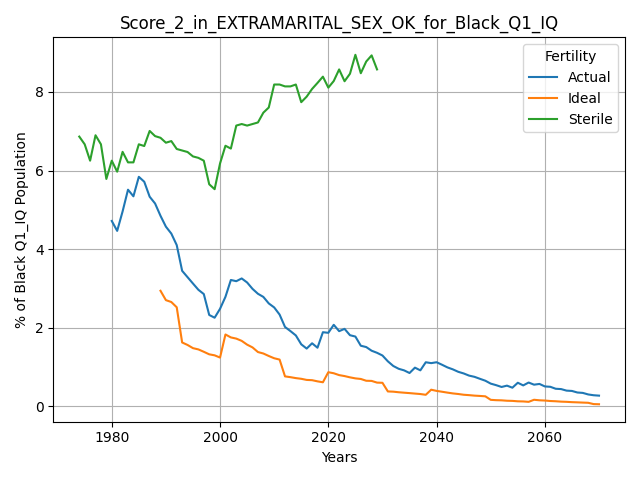 Score_2_in_EXTRAMARITAL_SEX_OK_for_Black_Q1_IQ
Fertility
Actual
Ideal
Sterile
% of Black Q1_IQ Population
8
6
4
2
0
1980 2000 2020 2040 2060
Years